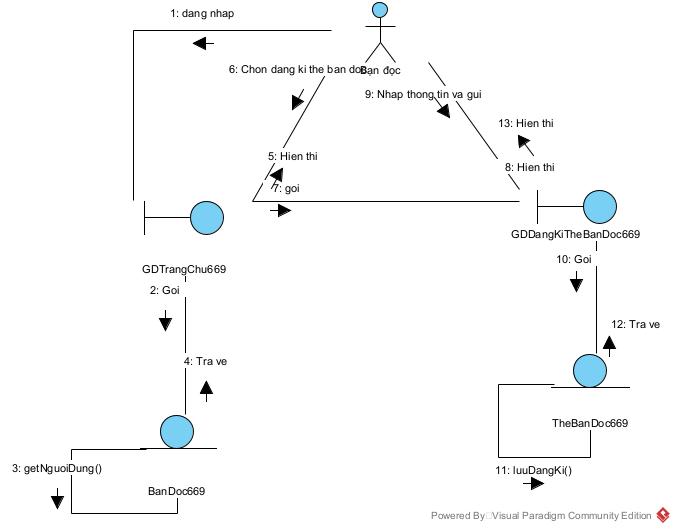 1: dang nhap
6: Chon dang ki the ban doc
Bạn đọc
9: Nhap thong tin va gui
13: Hien thi
5: Hien thi
8: Hien thi
7: goi
GDDangKiTheBanDoc669
10: Goi
GDTrangChu669
2: Goi
12: Tra ve
4: Tra ve
TheBanDoc669
3: getNguoiDung()
11: luuDangKi()
BanDoc669
Powered By Visual Paradigm Community Edition